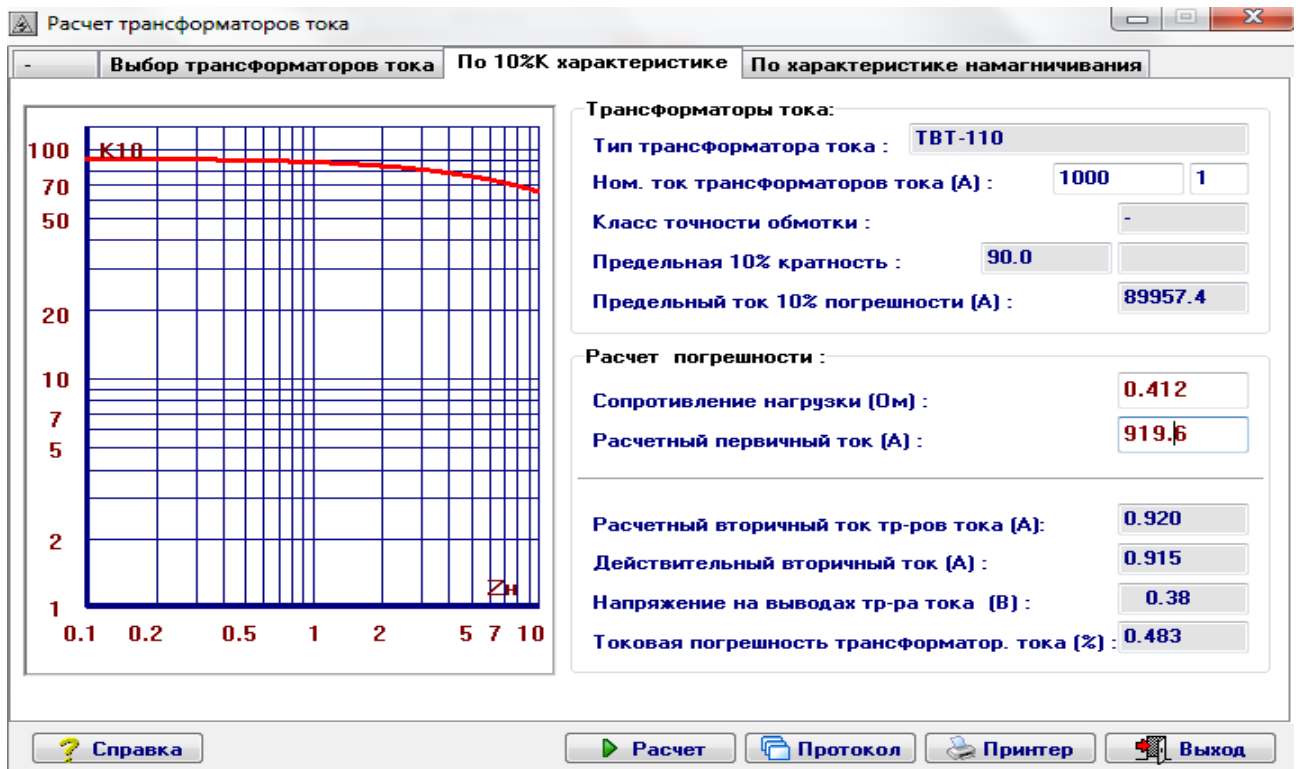 Расчет трансформаторов тока
- Выбор трансформаторов тока По 10%К характеристике По характеристике намагничивания
К10
100
70
50
20
10
7
5
2
1
Zн
0.1 0.2 0.5 1 2 5 7 10
Трансформаторы тока:
Тип трансформатора тока : ТВТ-110
Ном. ток трансформаторов тока (А) : 1000 1
Класс точности обмотки : -
Предельная 10% кратность : 90.0
Предельный ток 10% погрешности (А) : 89957.4
Расчет погрешности :
Сопротивление нагрузки (Ом) : 0.412
Расчетный первичный ток (А) : 919.6
Расчетный вторичный ток тр-ров тока (А): 0.920
Действительный вторичный ток (А) : 0.915
Напряжение на выводах тр-ра тока (В) : 0.38
Токовая погрешность трансформатор. тока (%) : 0.483
Справка Расчет Протокол Принтер Выход